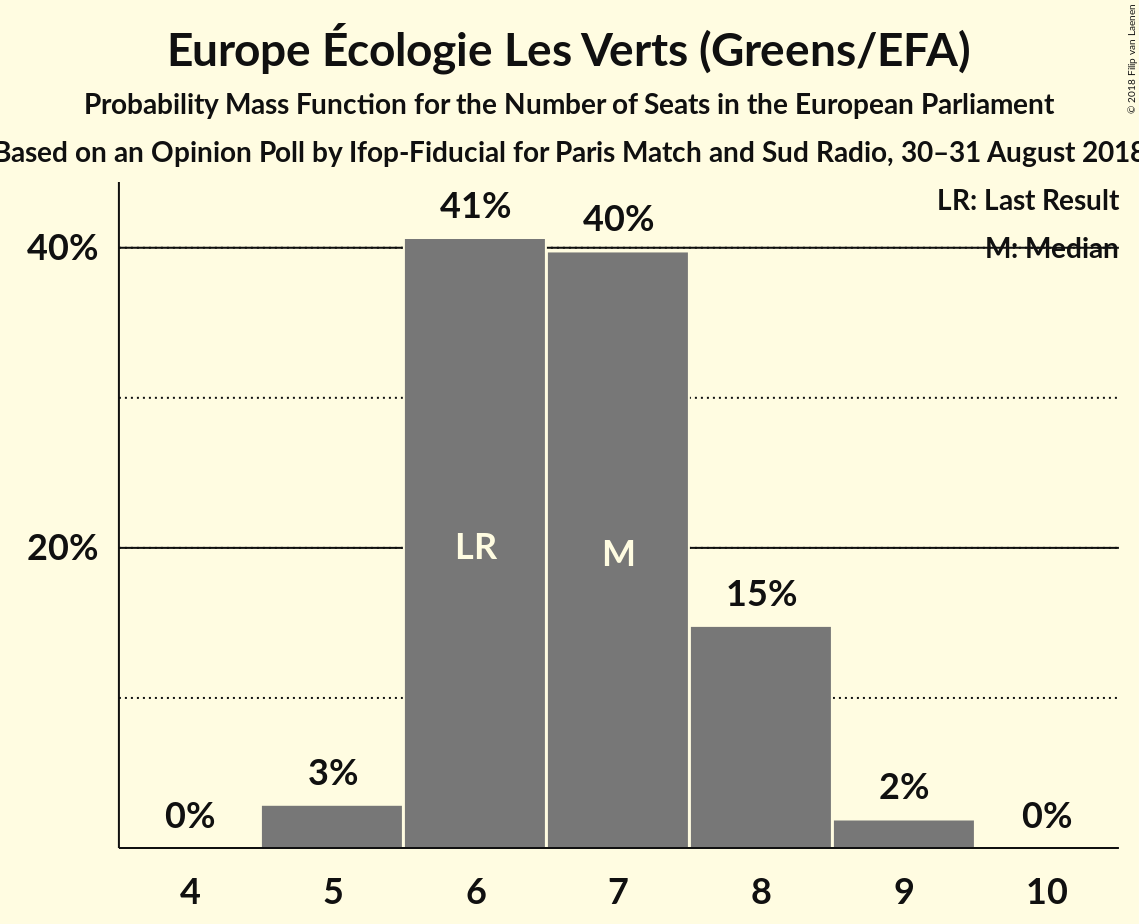 Europe Écologie Les Verts (Greens/EFA)
Probability Mass Function for the Number of Seats in the European Parliament
Based on an Opinion Poll by Ifop-Fiducial for Paris Match and Sud Radio, 30–31 August 2018
© 2018 Filip van Laenen
LR: Last Result
M: Median
41%
40%
40%
20%
LR
M
15%
3%
2%
0%
0%
4 5 6 7 8 9 10